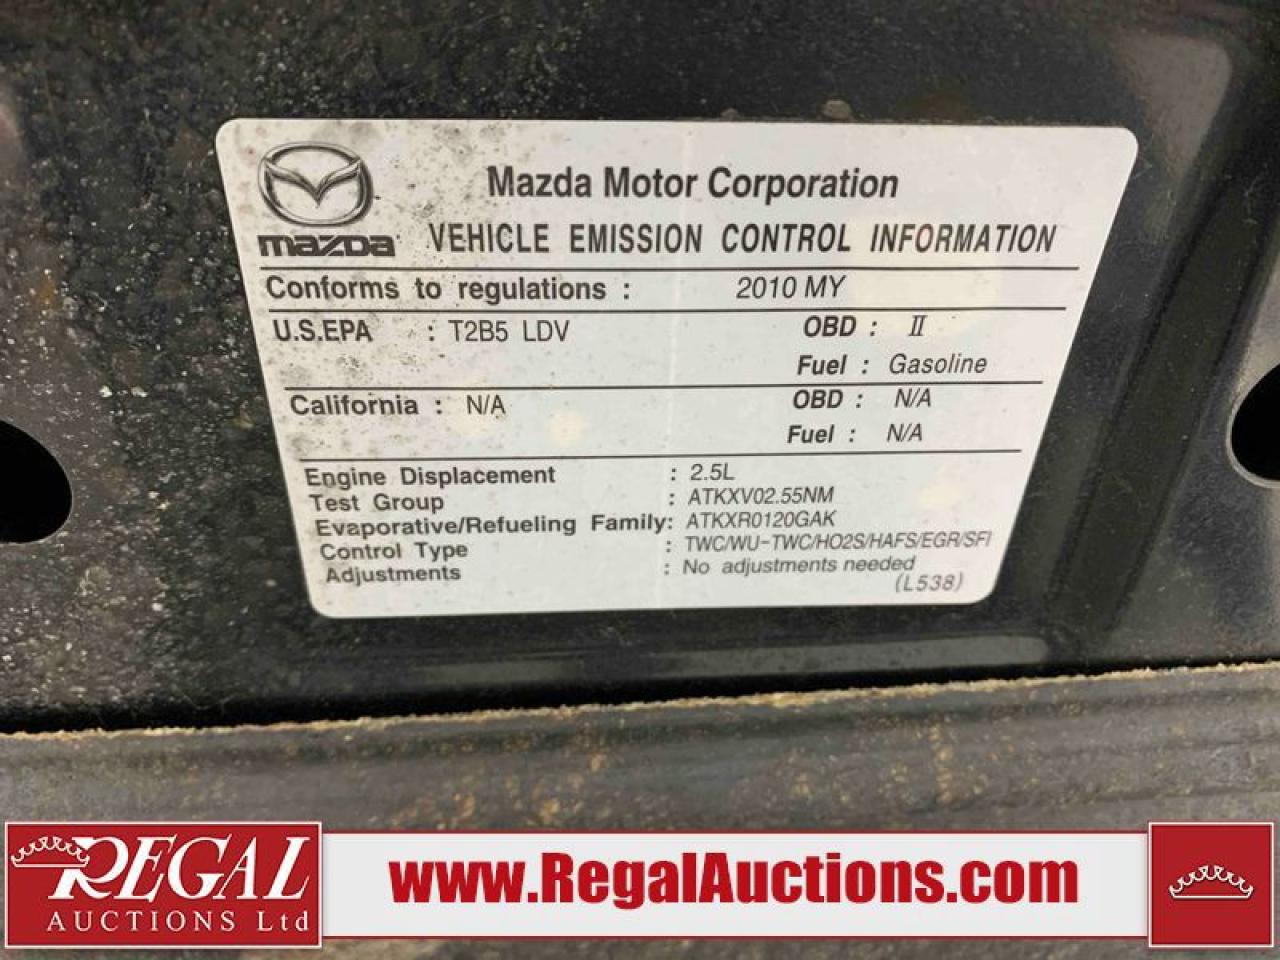 Mazda Motor Corporation
mazda VEHICLE EMISSION CONTROL INFORMATION
Conforms to regulations : 2010 MY
U.S.EPA : T2B5 LDV OBD : II
Fuel : Gasoline
California : N/A OBD : N/A
Fuel : N/A
Engine Displacement : 2.5L
Test Group : ATKXV02.55NM
Evaporative/Refueling Family: ATKXR0120GAK
Control Type : TWC/WU-TWC/HO2S/HAFS/EGR/SFI
Adjustments : No adjustments needed
(L538)
REGAL
AUCTIONS Ltd
www.RegalAuctions.com